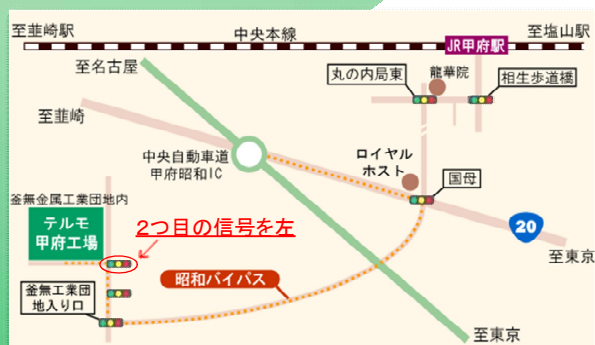 至韮崎駅
中央本線
至塩山駅
JR甲府駅
至名古屋
丸の内局東
龍華院
相生歩道橋
至韮崎
中央自動車道
甲府昭和IC
ロイヤル
ホスト
国母
釜無金属工業団地内
テルモ
甲府工場
2つ目の信号を左
20
至東京
昭和バイパス
釜無工業団
地入り口
至東京